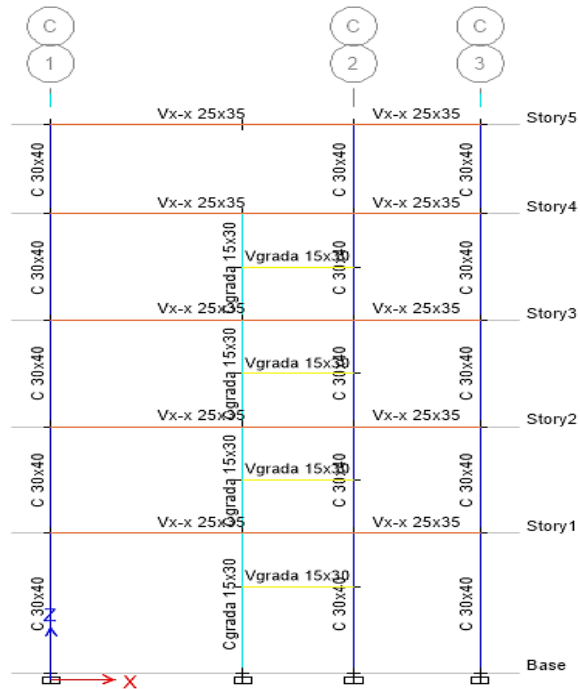 C C C
1 2 3
Vx-x 25x35 Vx-x 25x35 Story5
C 30x40 C 30x40 C 30x40
Vx-x 25x35 Vx-x 25x35 Story4
C 30x40 Cgrada 15x30 Vgrada 15x30 C 30x40 C 30x40
Vx-x 25x35 Vx-x 25x35 Story3
C 30x40 Cgrada 15x30 Vgrada 15x30 C 30x40 C 30x40
Vx-x 25x35 Vx-x 25x35 Story2
C 30x40 Cgrada 15x30 Vgrada 15x30 C 30x40 C 30x40
Vx-x 25x35 Vx-x 25x35 Story1
C 30x40 Cgrada 15x30 Vgrada 15x30 C 30x40 C 30x40
Z
X
Base